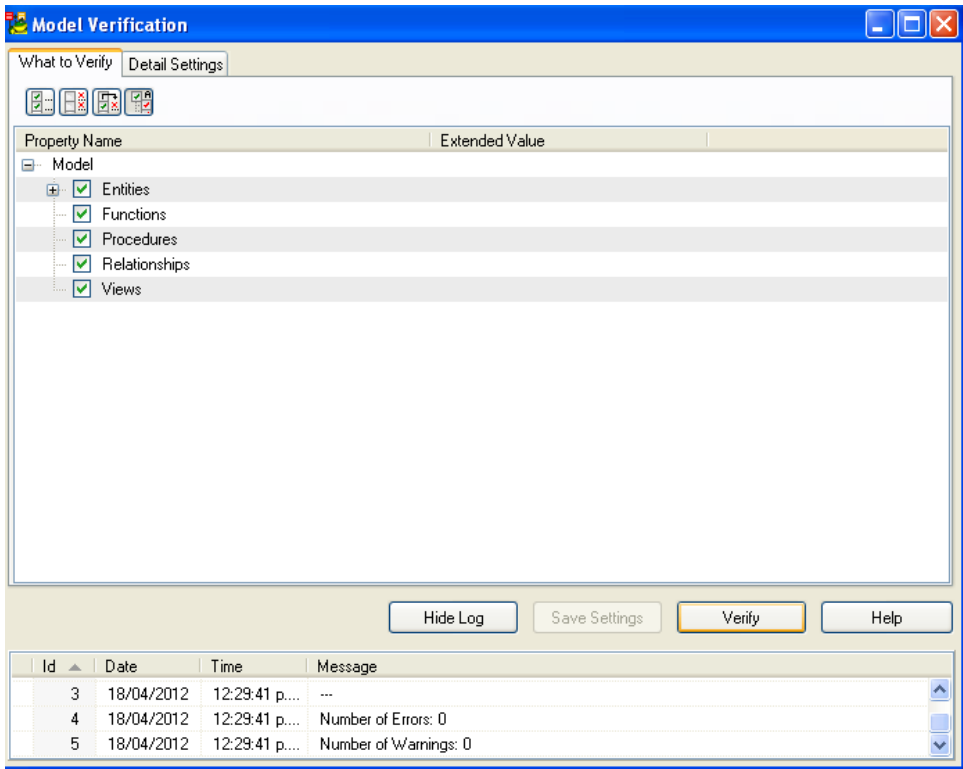 Model Verification
What to Verify Detail Settings
Property Name Extended Value
Model
Entities
Functions
Procedures
Relationships
Views
Hide Log Save Settings Verify Help
Id Date Time Message
3 18/04/2012 12:29:41 p.... ---
4 18/04/2012 12:29:41 p.... Number of Errors: 0
5 18/04/2012 12:29:41 p.... Number of Warnings: 0